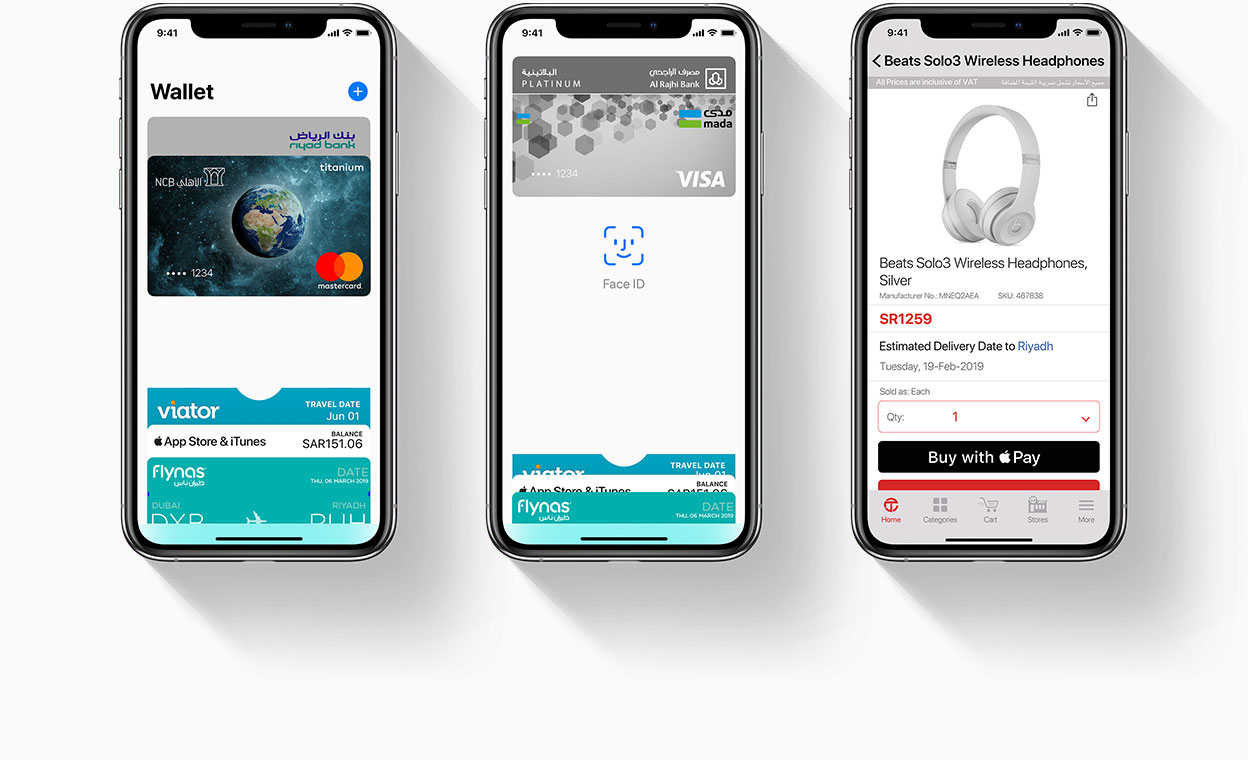 9:41
Wallet
بنك الرياض
riyad bank
NCB الأهلي
titanium
•••• 1234
mastercard.
viator
TRAVEL DATE
Jun 01
App Store & iTunes
BALANCE
SAR151.06
flynas
طيران ناس
DATE
THU, 06 MARCH 2019
DUBAI
RIYADH
DXB
RUH
9:41
البلاتينية
PLATINUM
مصرف الراجحي
Al Rajhi Bank
مدى
mada
•••• 1234
VISA
Face ID
viator
TRAVEL DATE
Jun 01
App Store & iTunes
BALANCE
SAR151.06
flynas
طيران ناس
DATE
THU, 06 MARCH 2019
9:41
Beats Solo3 Wireless Headphones
All Prices are inclusive of VAT
جميع الأسعار تشمل ضريبة القيمة المضافة
Beats Solo3 Wireless Headphones,
Silver
Manufacturer No.: MNEQ2AEA SKU: 467838
SR1259
Estimated Delivery Date to Riyadh
Tuesday, 19-Feb-2019
Sold as: Each
Qty: 1
Buy with Pay
Home Categories Cart Stores More